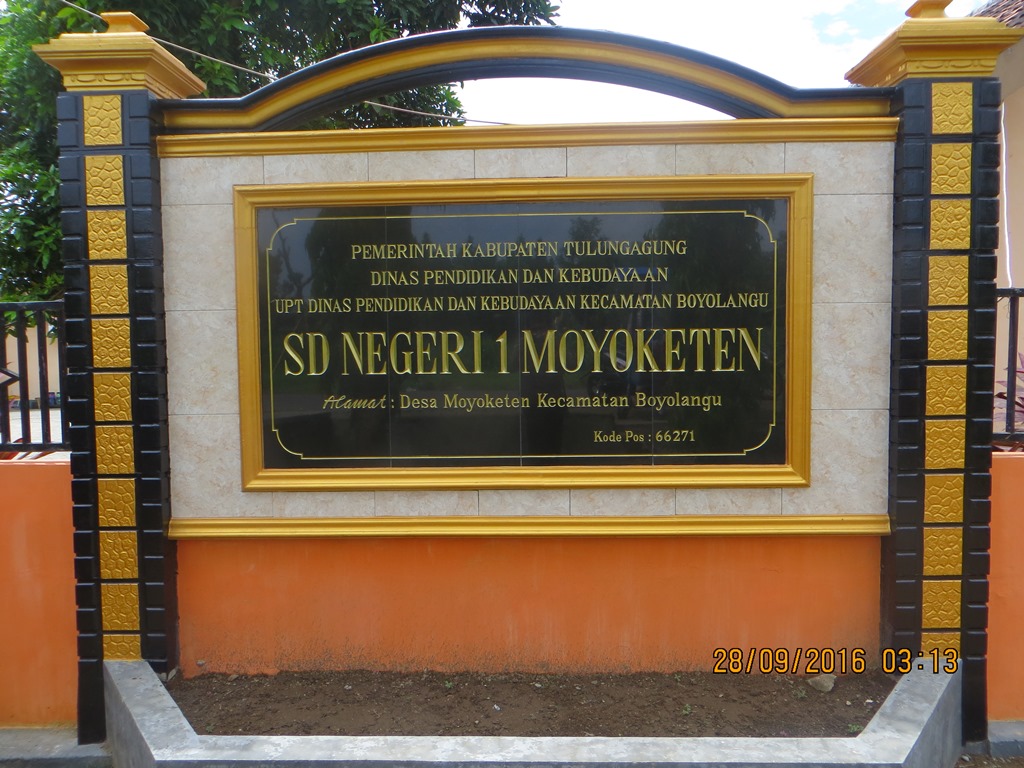 PEMERINTAH KABUPATEN TULUNGAGUNG
DINAS PENDIDIKAN DAN KEBUDAYAAN
UPT DINAS PENDIDIKAN DAN KEBUDAYAAN KECAMATAN BOYOLANGU
SD NEGERI 1 MOYOKETEN
Alamat : Desa Moyoketen Kecamatan Boyolangu
Kode Pos : 66271
28/09/2016 03:13